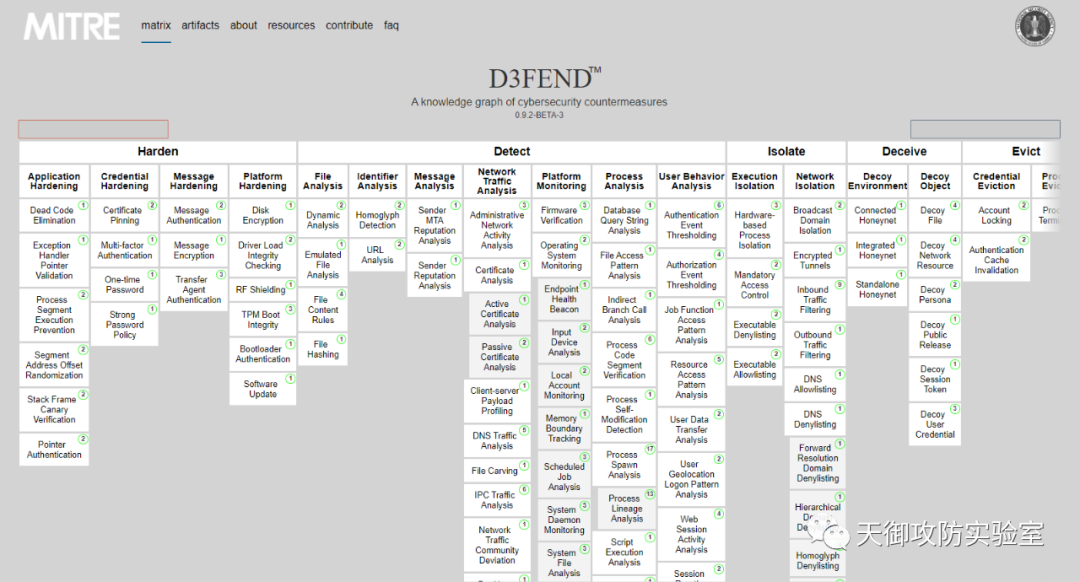 MITRE
matrix artifacts about resources contribute faq
D3FEND™
A knowledge graph of cybersecurity countermeasures
0.9.2-BETA-3
Harden
Detect
Isolate
Deceive
Evict
Application
Hardening
Dead Code
Elimination
1
Exception
Handler
Pointer
Validation
1
Process
Segment
Execution
Prevention
2
Segment
Address Offset
Randomization
2
Stack Frame
Canary
Verification
2
Pointer
Authentication
2
Credential
Hardening
Certificate
Pinning
2
Multi-factor
Authentication
1
One-time
Password
1
Strong
Password
Policy
1
Message
Hardening
Message
Authentication
2
Message
Encryption
1
Transfer
Agent
Authentication
3
Platform
Hardening
Disk
Encryption
1
Driver Load
Integrity
Checking
2
RF Shielding
1
TPM Boot
Integrity
3
Bootloader
Authentication
1
Software
Update
1
File
Analysis
Dynamic
Analysis
2
Emulated
File
Analysis
1
File
Content
Rules
4
File
Hashing
1
Identifier
Analysis
Homoglyph
Detection
2
URL
Analysis
2
Message
Analysis
Sender
MTA
Reputation
Analysis
1
Sender
Reputation
Analysis
1
Network
Traffic
Analysis
Administrative
Network
Activity
Analysis
3
Certificate
Analysis
1
Active
Certificate
Analysis
1
Passive
Certificate
Analysis
2
Client-server
Payload
Profiling
1
DNS Traffic
Analysis
5
File Carving
1
IPC Traffic
Analysis
6
Network
Traffic
Community
Deviation
1
Platform
Monitoring
Firmware
Verification
3
Operating
System
Monitoring
2
Endpoint
Health
Beacon
1
Input
Device
Analysis
2
Local
Account
Monitoring
2
Memory
Boundary
Tracking
1
Scheduled
Job
Analysis
3
System
Daemon
Monitoring
3
System
File
Analysis
3
Process
Analysis
Database
Query String
Analysis
1
File Access
Pattern
Analysis
1
Indirect
Branch Call
Analysis
1
Process
Code
Segment
Verification
6
Process
Self-
Modification
Detection
1
Process
Spawn
Analysis
17
Process
Lineage
Analysis
13
Script
Execution
Analysis
1
User Behavior
Analysis
Authentication
Event
Thresholding
6
Authorization
Event
Thresholding
4
Job Function
Access
Pattern
Analysis
1
Resource
Access
Pattern
Analysis
5
User Data
Transfer
Analysis
2
User
Geolocation
Logon Pattern
Analysis
2
Web
Session
Activity
Analysis
4
Session
2
Execution
Isolation
Hardware-
based
Process
Isolation
3
Mandatory
Access
Control
2
Executable
Denylisting
2
Executable
Allowlisting
2
Network
Isolation
Broadcast
Domain
Isolation
2
Encrypted
Tunnels
1
Inbound
Traffic
Filtering
9
Outbound
Traffic
Filtering
1
DNS
Allowlisting
1
DNS
Denylisting
1
Forward
Resolution
Domain
Denylisting
1
Hierarchical
1
Homoglyph
Denylisting
Decoy
Environment
Connected
Honeynet
1
Integrated
Honeynet
1
Standalone
Honeynet
1
Decoy
Object
Decoy
File
4
Decoy
Network
Resource
4
Decoy
Persona
2
Decoy
Public
Release
1
Decoy
Session
Token
1
Decoy
User
Credential
3
Credential
Eviction
Account
Locking
2
Authentication
Cache
Invalidation
2
天御攻防实验室